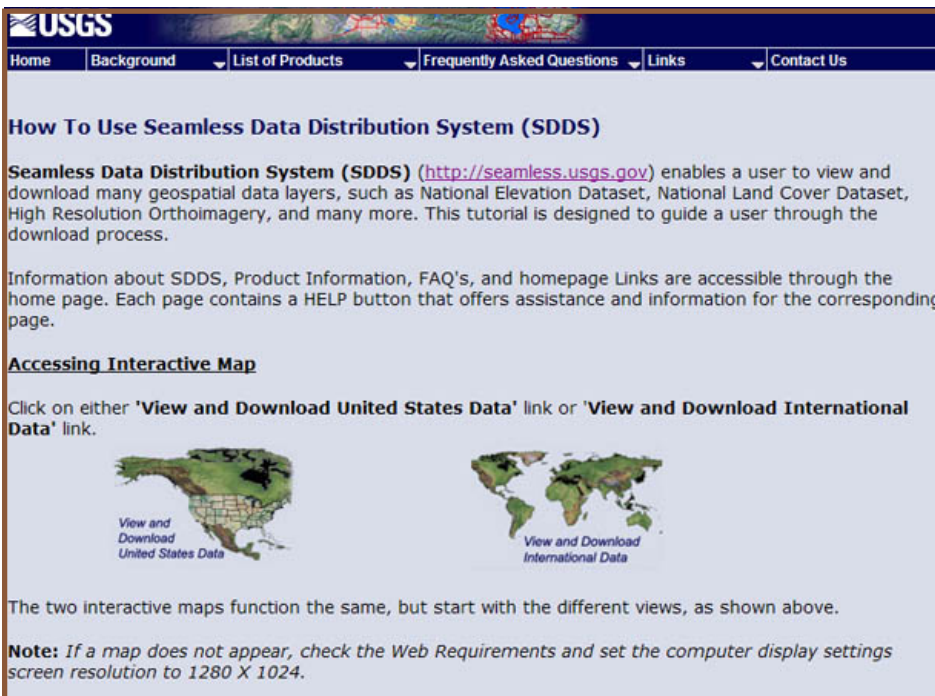 USGS
Home Background List of Products Frequently Asked Questions Links Contact Us
How To Use Seamless Data Distribution System (SDDS)
Seamless Data Distribution System (SDDS) (http://seamless.usgs.gov) enables a user to view and
download many geospatial data layers, such as National Elevation Dataset, National Land Cover Dataset,
High Resolution Orthoimagery, and many more. This tutorial is designed to guide a user through the
download process.
Information about SDDS, Product Information, FAQ's, and homepage Links are accessible through the
home page. Each page contains a HELP button that offers assistance and information for the corresponding
page.
Accessing Interactive Map
Click on either 'View and Download United States Data' link or 'View and Download International
Data' link.
View and
Download
United States Data
View and Download
International Data
The two interactive maps function the same, but start with the different views, as shown above.
Note: If a map does not appear, check the Web Requirements and set the computer display settings
screen resolution to 1280 X 1024.